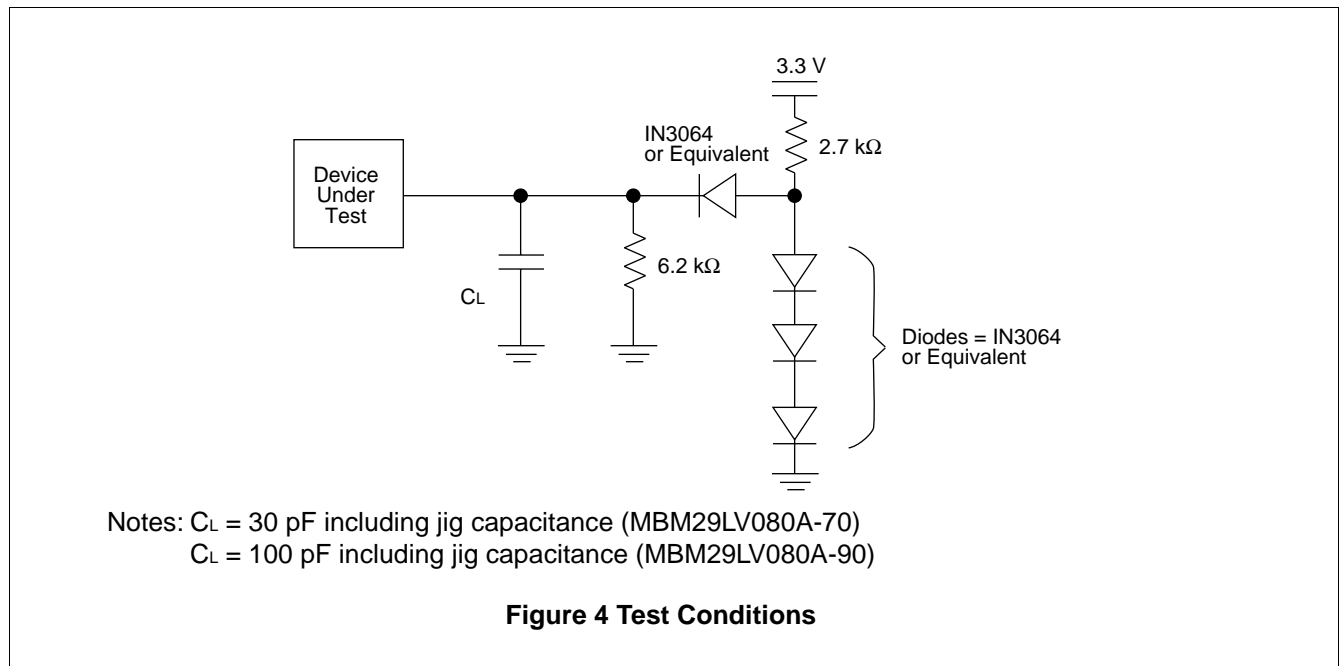 3.3 V
IN3064
or Equivalent
2.7 kΩ
Device
Under
Test
6.2 kΩ
CL
Diodes = IN3064
or Equivalent
Notes: CL = 30 pF including jig capacitance (MBM29LV080A-70)
CL = 100 pF including jig capacitance (MBM29LV080A-90)
Figure 4 Test Conditions